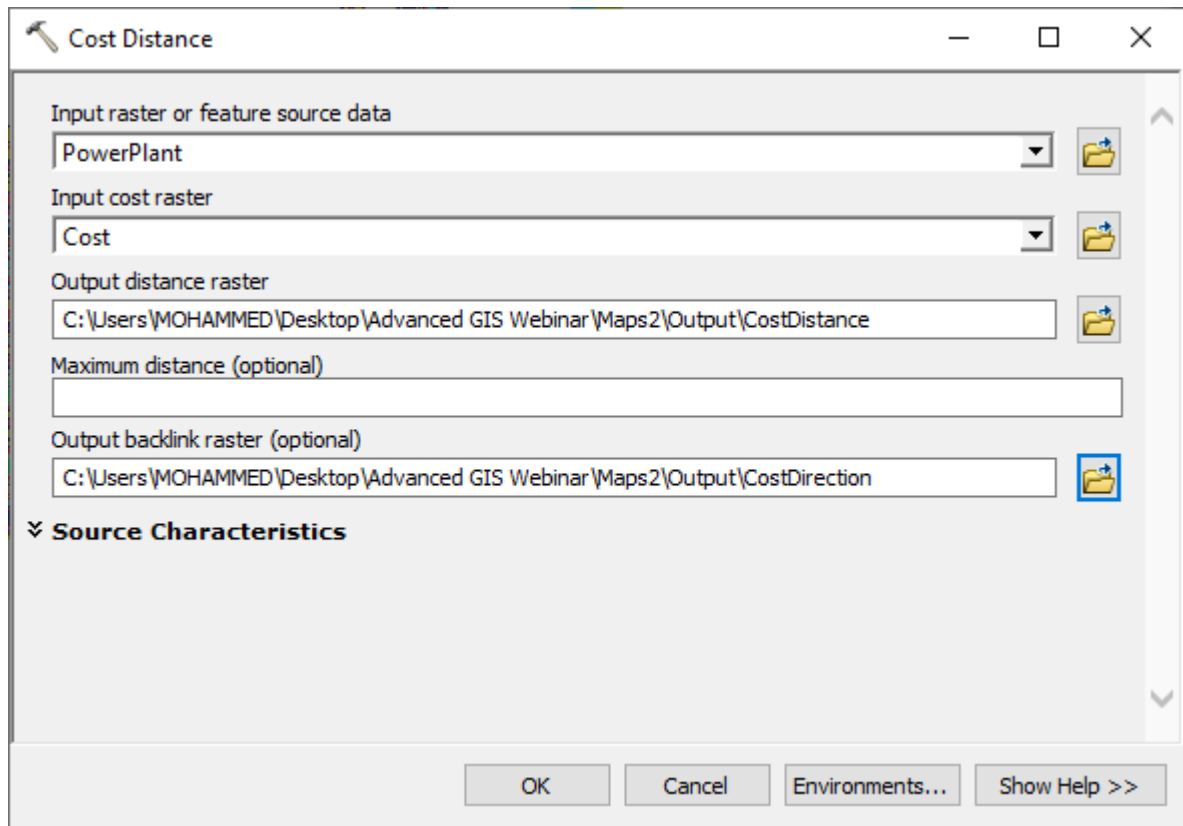 Cost Distance
Input raster or feature source data
PowerPlant
Input cost raster
Cost
Output distance raster
C:\Users\MOHAMMED\Desktop\Advanced GIS Webinar\Maps2\Output\CostDistance
Maximum distance (optional)
Output backlink raster (optional)
C:\Users\MOHAMMED\Desktop\Advanced GIS Webinar\Maps2\Output\CostDirection
Source Characteristics
OK Cancel Environments... Show Help >>